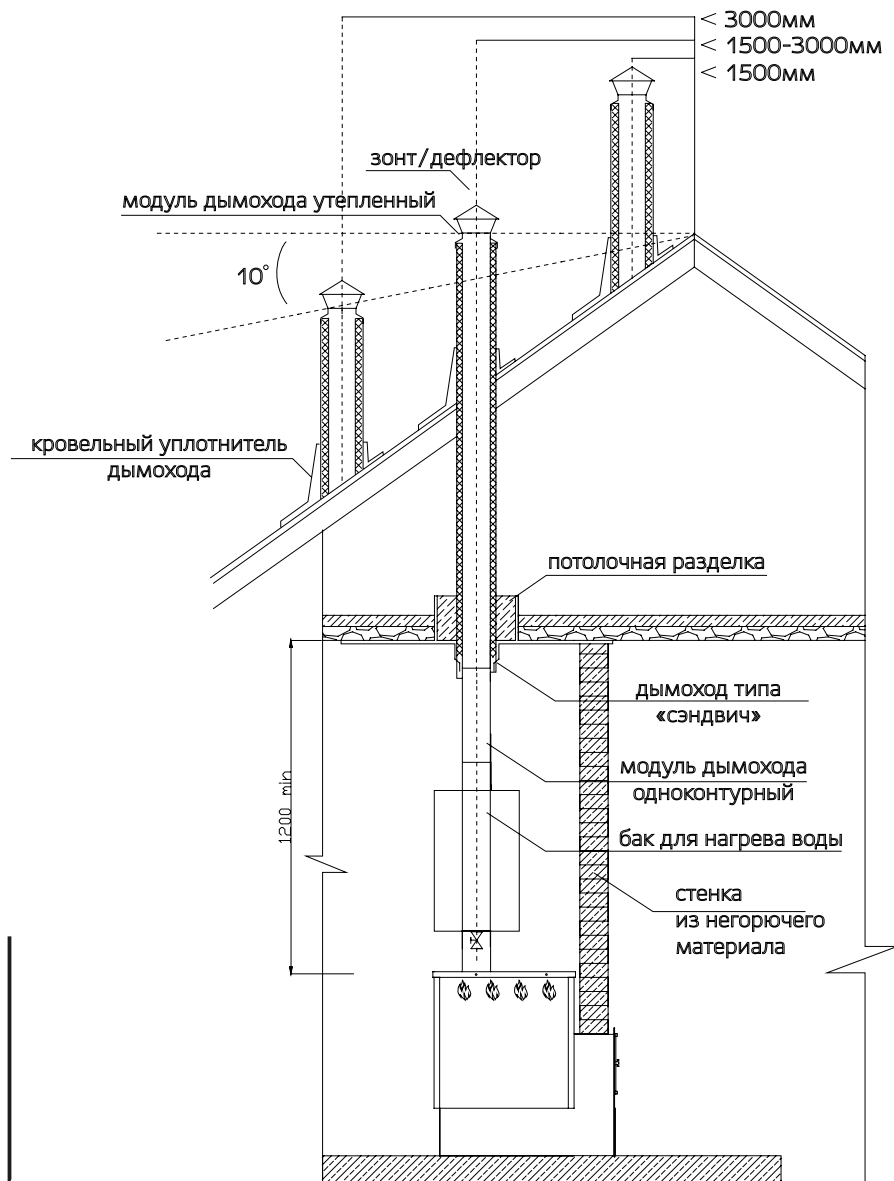 < 3000мм
< 1500-3000мм
< 1500мм
зонт/дефлектор
модуль дымохода утепленный
10°
кровельный уплотнитель
дымохода
потолочная разделка
дымоход типа
«сэндвич»
модуль дымохода
одноконтурный
1200 min
бак для нагрева воды
стенка
из негорючего
материала